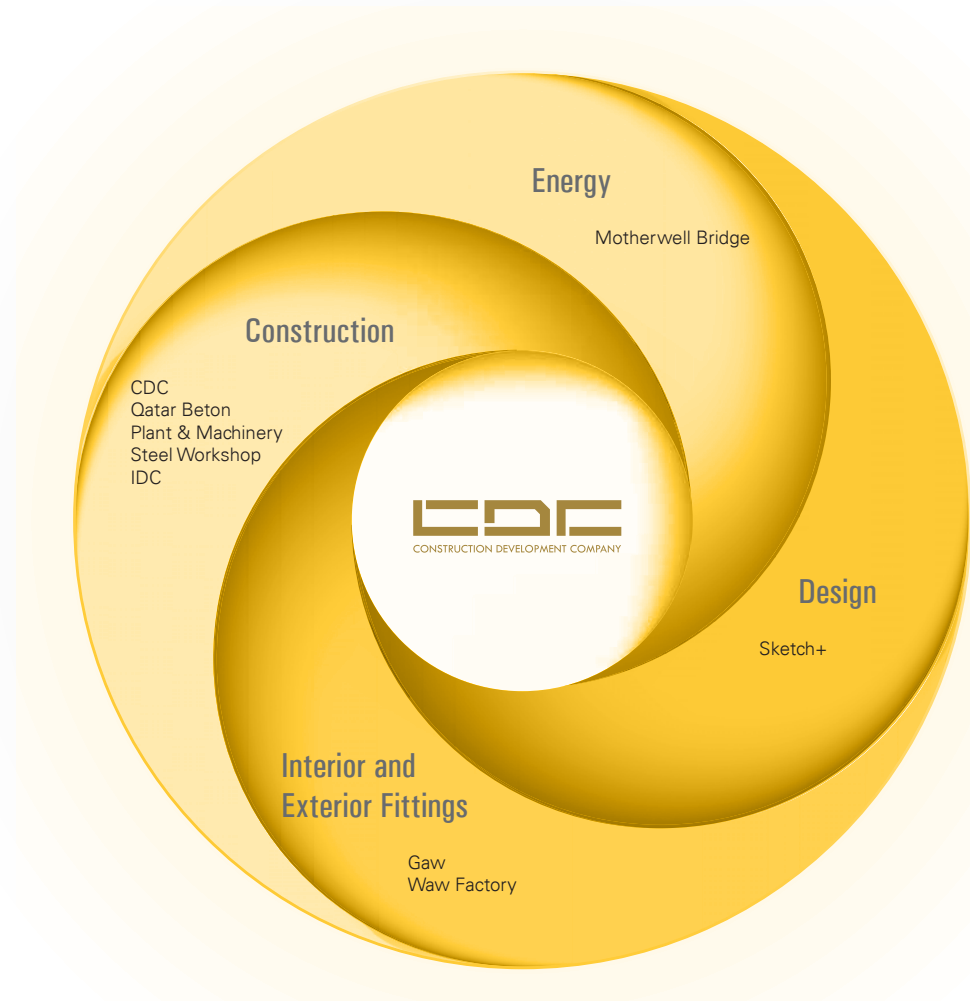 Energy
Motherwell Bridge
Construction
CDC
Qatar Beton
Plant & Machinery
Steel Workshop
IDC
CDC
CONSTRUCTION DEVELOPMENT COMPANY
Design
Sketch+
Interior and
Exterior Fittings
Gaw
Waw Factory